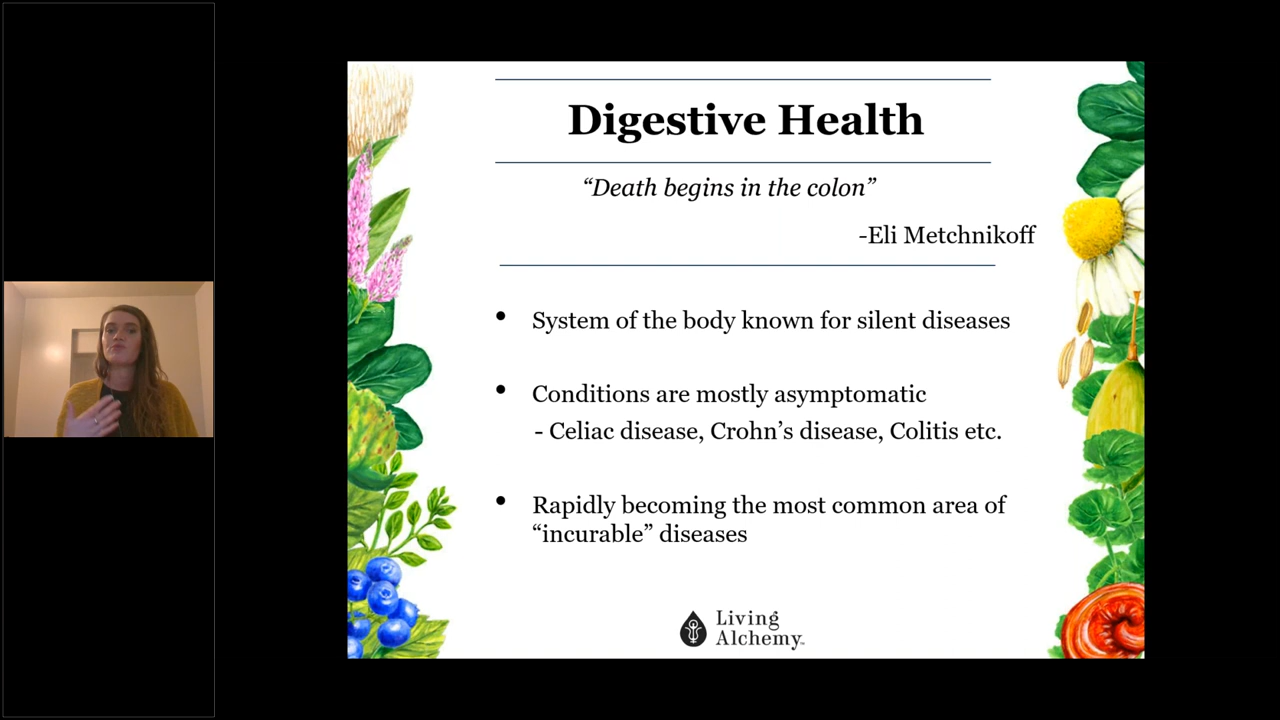 Digestive Health
“Death begins in the colon”
-Eli Metchnikoff
• System of the body known for silent diseases
• Conditions are mostly asymptomatic
- Celiac disease, Crohn’s disease, Colitis etc.
• Rapidly becoming the most common area of
“incurable” diseases
Living
Alchemy™